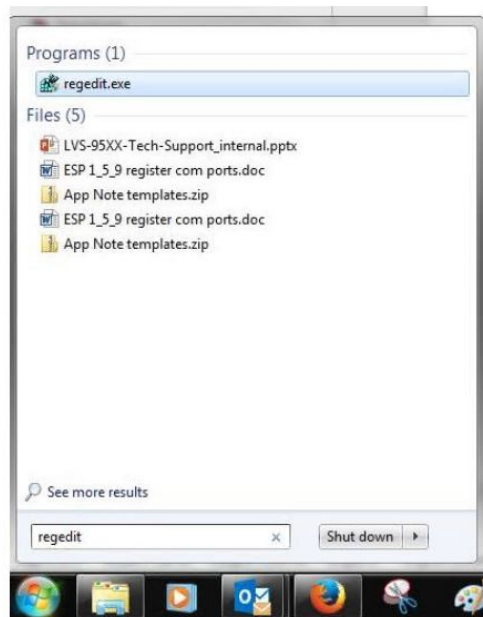 Programs (1)
regedit.exe
Files (5)
LVS-95XX-Tech-Support_internal.pptx
ESP 1_5_9 register com ports.doc
App Note templates.zip
ESP 1_5_9 register com ports.doc
App Note templates.zip
See more results
regedit
Shut down